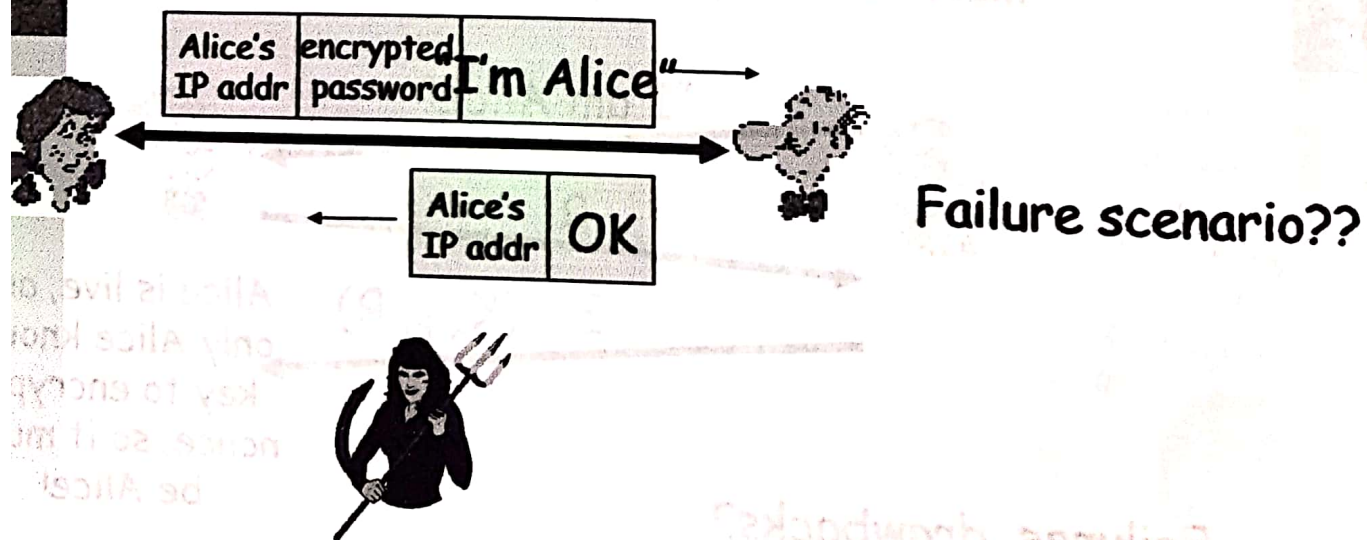 Alice's
IP addr
encrypted
password
"I'm Alice"
Alice's
IP addr
OK
Failure scenario??